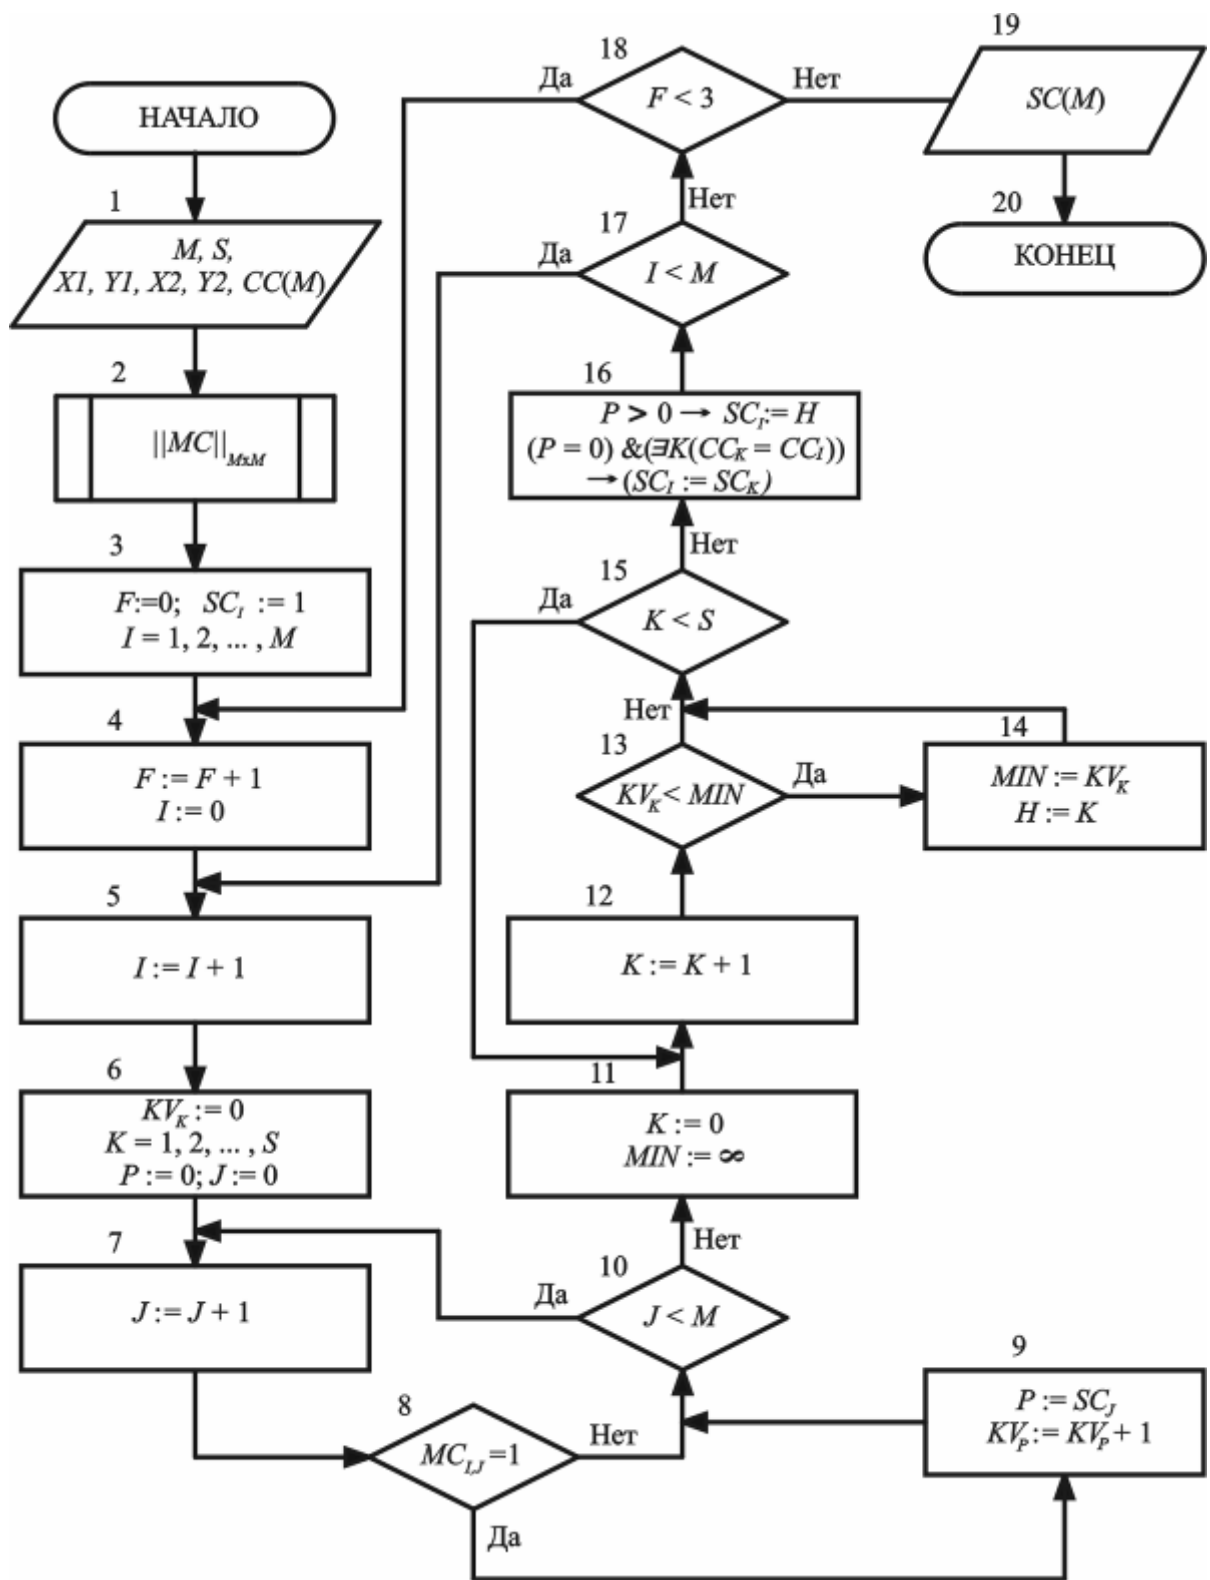 НАЧАЛО
1
M, S,
X1, Y1, X2, Y2, CC(M)
2
||MC||MxM
3
F:=0; SCI := 1
I = 1, 2, ... , M
4
F := F + 1
I := 0
5
I := I + 1
6
KVK := 0
K = 1, 2, ... , S
P := 0; J := 0
7
J := J + 1
8
MCI,J=1
Нет
Да
9
P := SCJ
KVP := KVP + 1
10
J < M
Да
Нет
11
K := 0
MIN := ∞
12
K := K + 1
13
KVK < MIN
Нет
Да
14
MIN := KVK
H := K
15
K < S
Да
Нет
16
P > 0 → SCI := H
(P = 0) &(∃K(CCK = CCI))
→ (SCI := SCK)
17
I < M
Да
Нет
18
F < 3
Да
Нет
19
SC(M)
20
КОНЕЦ